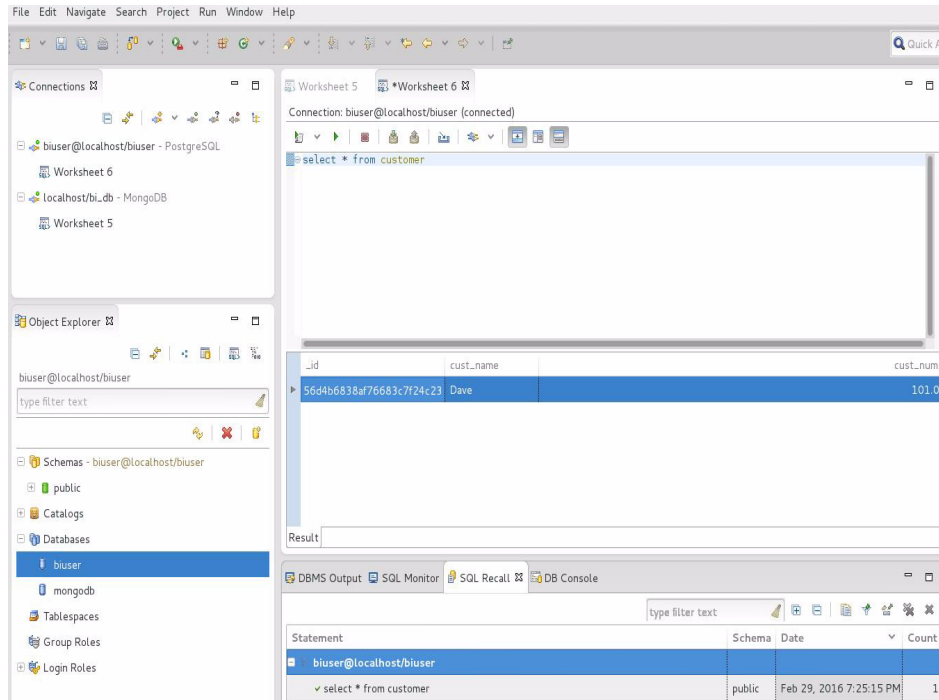 File Edit Navigate Search Project Run Window Help
Quick A
Connections
biuser@localhost/biuser - PostgreSQL
Worksheet 6
localhost/bi_db - MongoDB
Worksheet 5
Object Explorer
biuser@localhost/biuser
type filter text
Schemas - biuser@localhost/biuser
public
Catalogs
Databases
biuser
mongodb
Tablespaces
Group Roles
Login Roles
Worksheet 5 *Worksheet 6
Connection: biuser@localhost/biuser (connected)
select * from customer
_id cust_name cust_num
56d4b6838af76683c7f24c23 Dave 101.0
Result
DBMS Output SQL Monitor SQL Recall DB Console
type filter text
Statement Schema Date Count
biuser@localhost/biuser
select * from customer public Feb 29, 2016 7:25:15 PM 1